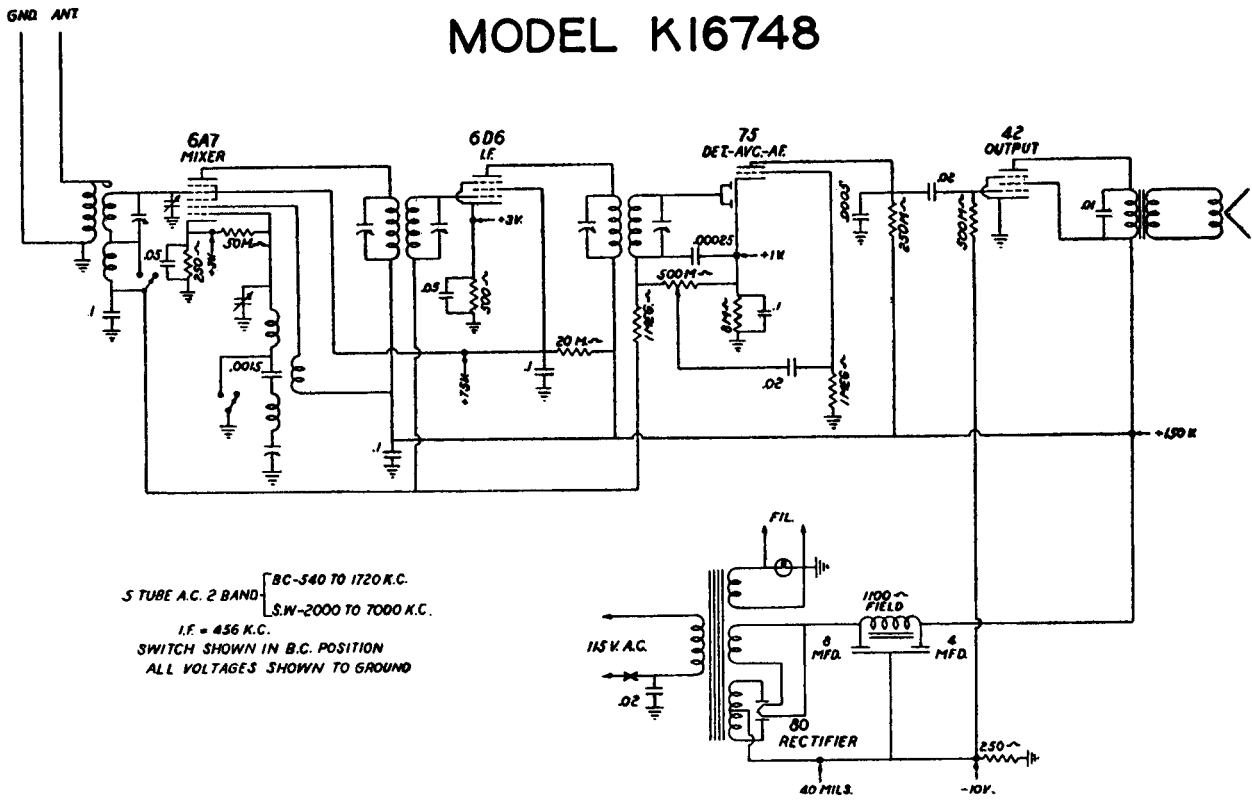 GND. ANT.
MODEL K16748
6A7
MIXER
6D6
I.F.
75
DET.-AVC.-AF.
42
OUTPUT
.05
250~
+3V.
50M.~
.1
.0015
+3V.
.05
500~
+75V.
.1
20 M.~
.1
.00025
500M~
+1V.
1 MEG.~
8M~
.1
.02
1 MEG.~
.0005
250M~
.02
500M~
.01
+150V.
5 TUBE A.C. 2 BAND
BC-540 TO 1720 K.C.
S.W-2000 TO 7000 K.C.
I.F. = 456 K.C.
SWITCH SHOWN IN B.C. POSITION
ALL VOLTAGES SHOWN TO GROUND
FIL.
115 V. A.C.
.02
80
RECTIFIER
1100~
FIELD
8
MFD.
4
MFD.
250~
40 MILS.
-10V.